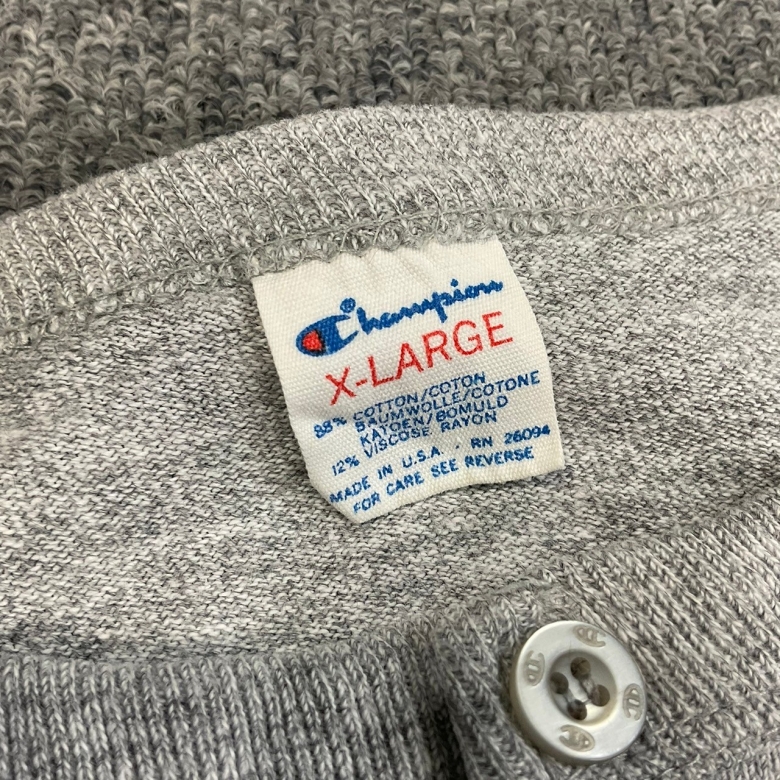 Champion
X-LARGE
88% COTTON/COTON
BAUMWOLLE/COTONE
KATOEN/BOMULD
12% VISCOSE RAYON
MADE IN U.S.A. · RN 26094
FOR CARE SEE REVERSE